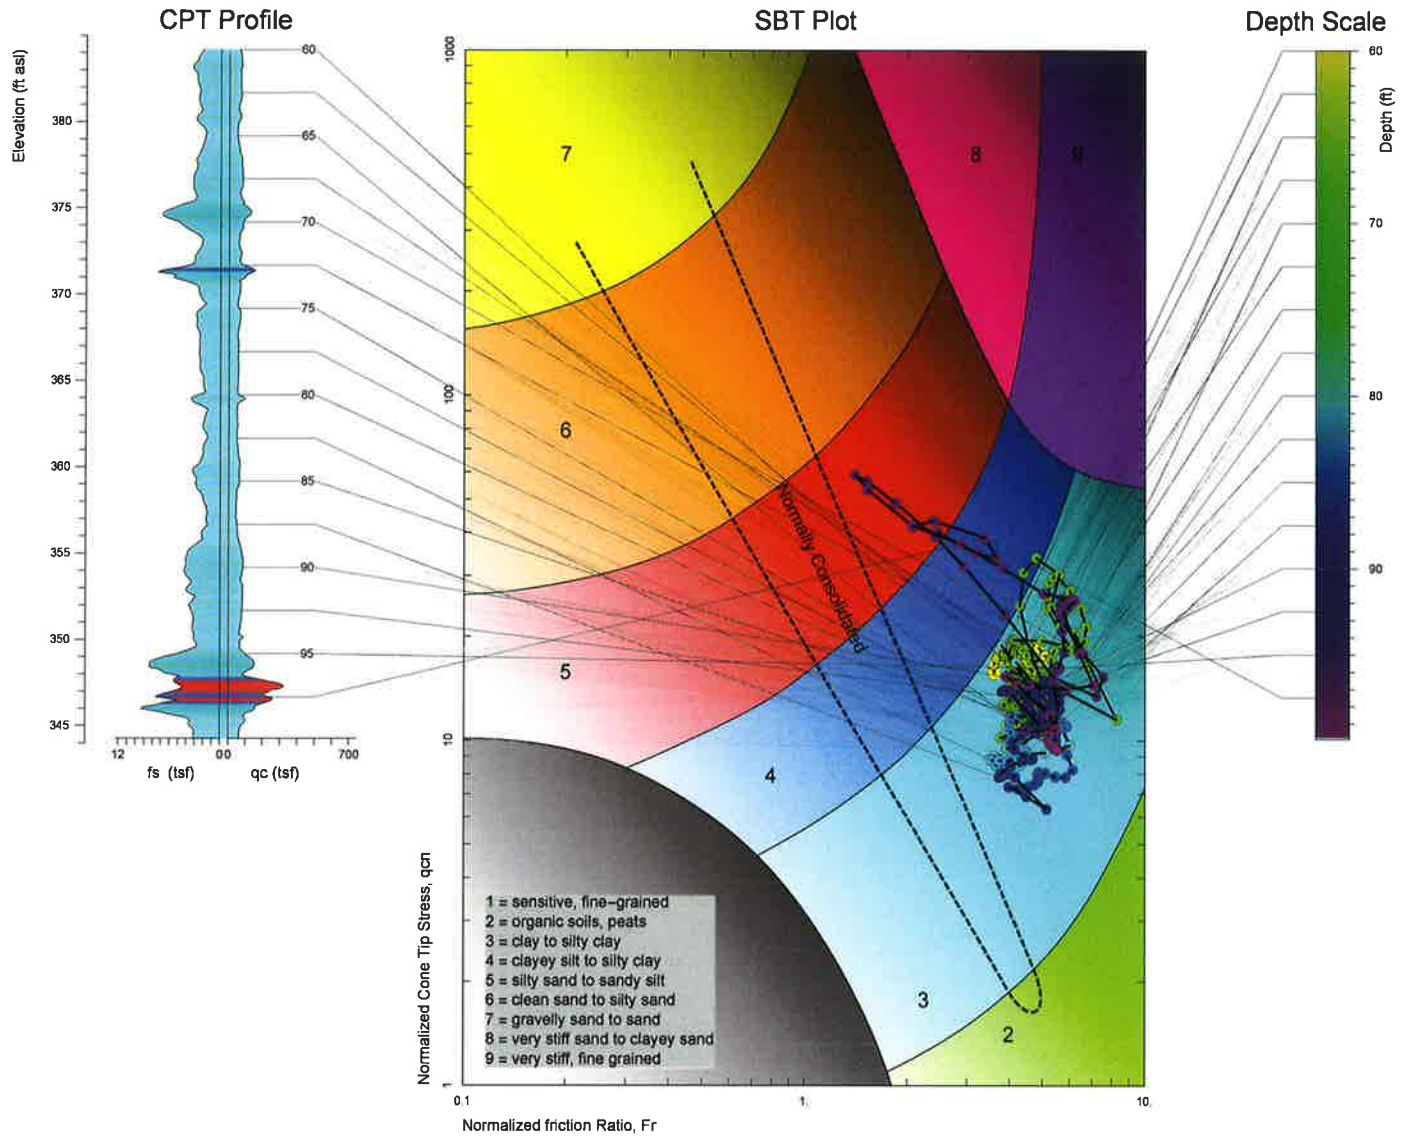 CPT Profile
SBT Plot
Depth Scale
Elevation (ft asl)
380
375
370
365
360
355
350
345
60
65
70
75
80
85
90
95
12
0 0
700
fs (tsf)
qc (tsf)
Normalized Cone Tip Stress, qcn
1000
100
10
1
7
8
9
6
5
4
3
2
Normally Consolidated
1 = sensitive, fine-grained
2 = organic soils, peats
3 = clay to silty clay
4 = clayey silt to silty clay
5 = silty sand to sandy silt
6 = clean sand to silty sand
7 = gravelly sand to sand
8 = very stiff sand to clayey sand
9 = very stiff, fine grained
0.1
1.
10.
Normalized friction Ratio, Fr
60
70
80
90
Depth (ft)